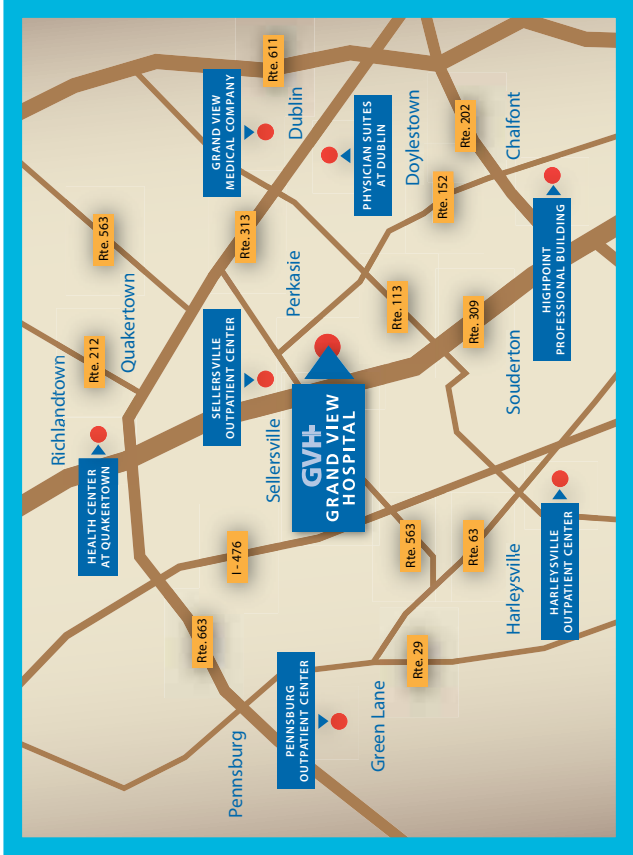 Richlandtown
Rte. 212
Rte. 563
HEALTH CENTER
AT QUAKERTOWN
Quakertown
Rte. 663
Pennsburg
SELLERSVILLE
OUTPATIENT CENTER
GRAND VIEW
MEDICAL COMPANY
I - 476
Rte. 313
Rte. 611
Sellersville
Perkasie
Dublin
PENNSBURG
OUTPATIENT CENTER
GVH
GRAND VIEW
HOSPITAL
PHYSICIAN SUITES
AT DUBLIN
Green Lane
Rte. 113
Rte. 563
Doylestown
Rte. 29
Rte. 152
Rte. 202
Rte. 63
Rte. 309
Harleysville
Souderton
Chalfont
HARLEYSVILLE
OUTPATIENT CENTER
HIGHPOINT
PROFESSIONAL BUILDING